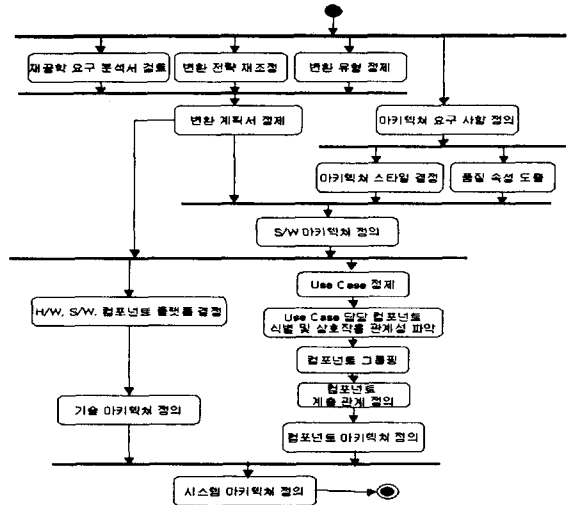 재공학 요구 분석서 검토
변환 전략 재조정
변환 유형 정제
변환 계획서 정제
아키텍쳐 요구 사항 정의
아키텍쳐 스타일 결정
품질 속성 도출
S/W 아키텍쳐 정의
Use Case 정제
H/W, S/W, 컴포넌트 플랫폼 결정
Use Case 담당 컴포넌트
식별 및 상호작용 관계성 파악
컴포넌트 그룹핑
컴포넌트
계층 관계 정의
기술 아키텍쳐 정의
컴포넌트 아키텍쳐 정의
시스템 아키텍쳐 정의